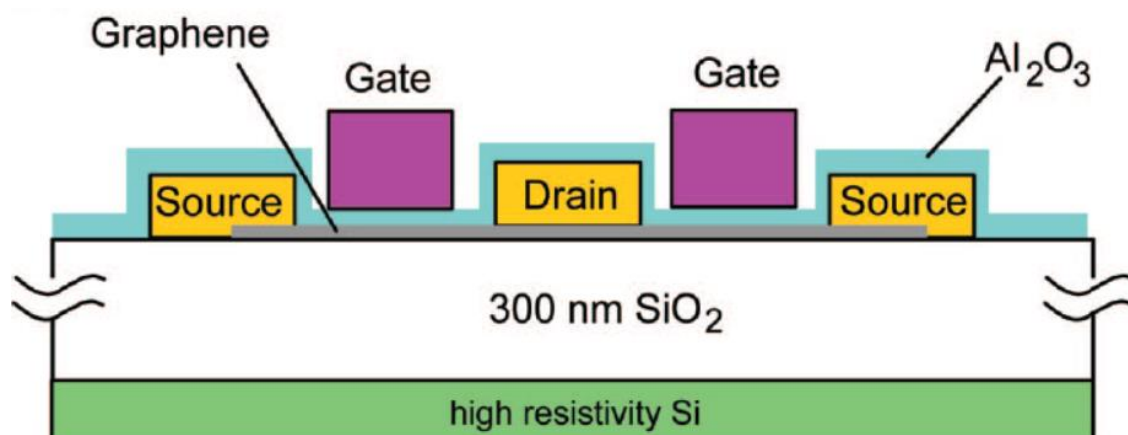 Graphene
Gate
Gate
Al₂O₃
Source
Drain
Source
300 nm SiO₂
high resistivity Si